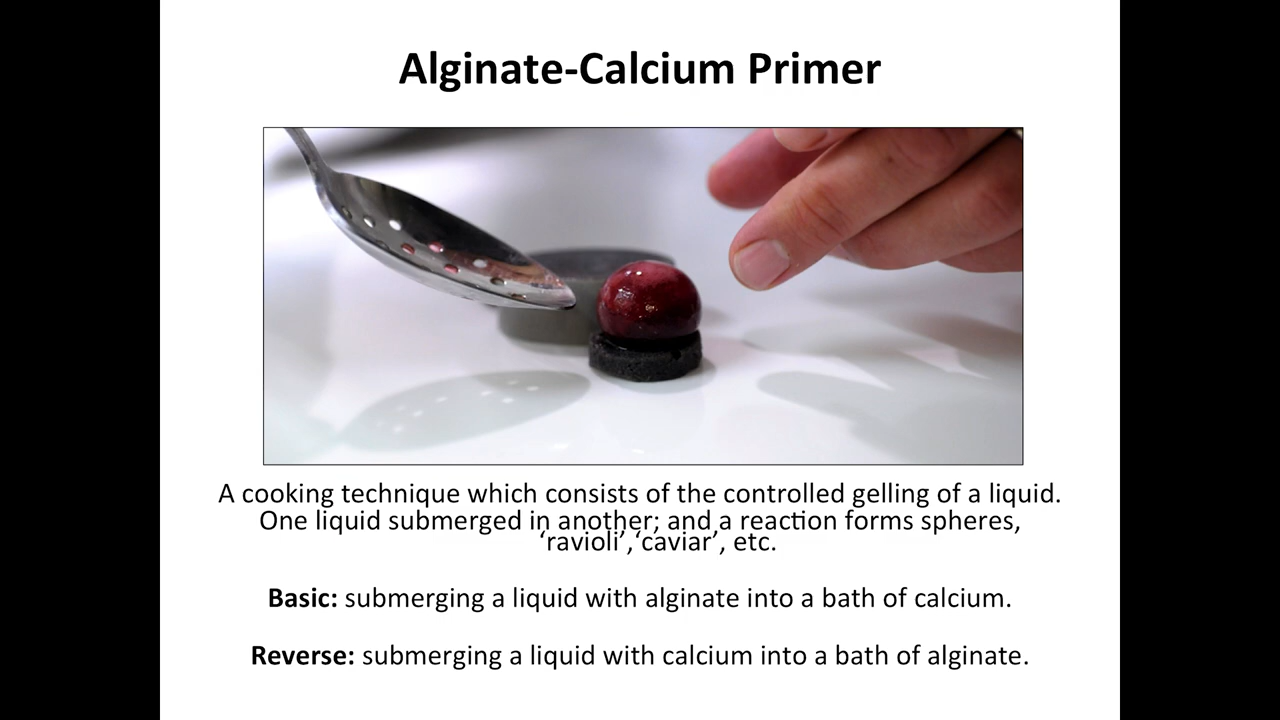 Alginate-Calcium Primer
A cooking technique which consists of the controlled gelling of a liquid.
One liquid submerged in another; and a reaction forms spheres,
‘ravioli’,‘caviar’, etc.
Basic: submerging a liquid with alginate into a bath of calcium.
Reverse: submerging a liquid with calcium into a bath of alginate.